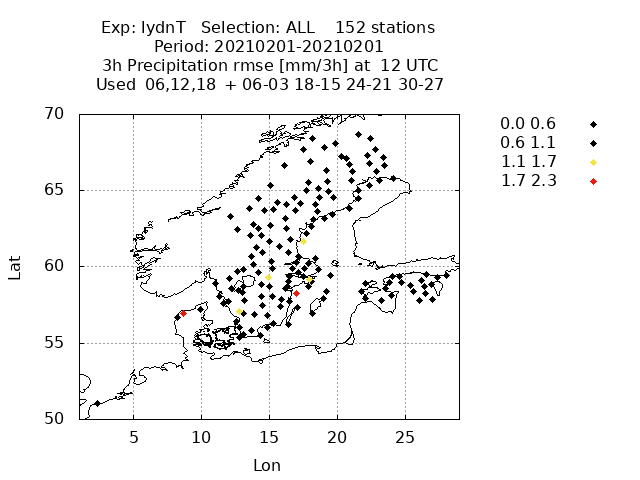 Exp: lydnT Selection: ALL 152 stations
Period: 20210201-20210201
3h Precipitation rmse [mm/3h] at 12 UTC
Used 06,12,18 + 06-03 18-15 24-21 30-27
70
65
60
55
50
Lat
5 10 15 20 25
Lon
0.0 0.6
0.6 1.1
1.1 1.7
1.7 2.3